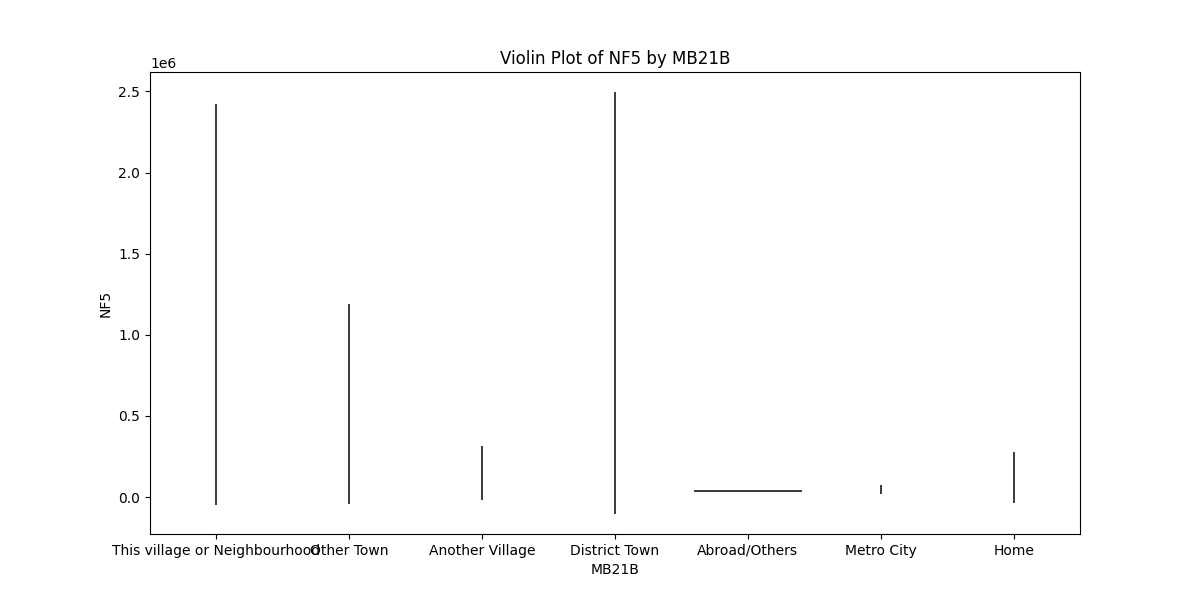 Violin Plot of NF5 by MB21B
1e6
2.5
2.0
1.5
1.0
0.5
0.0
NF5
This village or Neighbourhood Other Town Another Village District Town Abroad/Others Metro City Home
MB21B